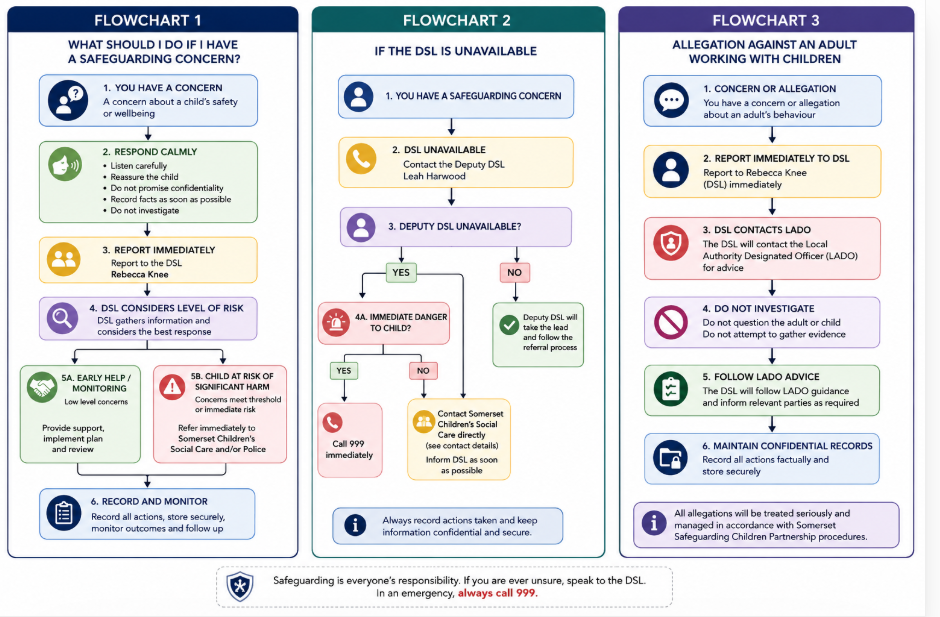 FLOWCHART 1
WHAT SHOULD I DO IF I HAVE
A SAFEGUARDING CONCERN?
1. YOU HAVE A CONCERN
A concern about a child's safety
or wellbeing
2. RESPOND CALMLY
• Listen carefully
• Reassure the child
• Do not promise confidentiality
• Record facts as soon as possible
• Do not investigate
3. REPORT IMMEDIATELY
Report to the DSL
Rebecca Knee
4. DSL CONSIDERS LEVEL OF RISK
DSL gathers information and
considers the best response
5A. EARLY HELP /
MONITORING
Low level concerns
Provide support,
implement plan
and review
5B. CHILD AT RISK OF
SIGNIFICANT HARM
Concerns meet threshold
or immediate risk
Refer immediately to
Somerset Children's
Social Care and/or Police
6. RECORD AND MONITOR
Record all actions, store securely,
monitor outcomes and follow up
FLOWCHART 2
IF THE DSL IS UNAVAILABLE
1. YOU HAVE A SAFEGUARDING CONCERN
2. DSL UNAVAILABLE
Contact the Deputy DSL
Leah Harwood
3. DEPUTY DSL UNAVAILABLE?
YES
NO
4A. IMMEDIATE DANGER
TO CHILD?
Deputy DSL will
take the lead
and follow the
referral process
YES
NO
Call 999
immediately
Contact Somerset
Children's Social
Care directly
(see contact details)
Inform DSL as soon
as possible
Always record actions taken and keep
information confidential and secure.
FLOWCHART 3
ALLEGATION AGAINST AN ADULT
WORKING WITH CHILDREN
1. CONCERN OR ALLEGATION
You have a concern or allegation
about an adult's behaviour
2. REPORT IMMEDIATELY TO DSL
Report to Rebecca Knee
(DSL) immediately
3. DSL CONTACTS LADO
The DSL will contact the Local
Authority Designated Officer (LADO)
for advice
4. DO NOT INVESTIGATE
Do not question the adult or child
Do not attempt to gather evidence
5. FOLLOW LADO ADVICE
The DSL will follow LADO guidance
and inform relevant parties as required
6. MAINTAIN CONFIDENTIAL RECORDS
Record all actions factually and
store securely
All allegations will be treated seriously and
managed in accordance with Somerset
Safeguarding Children Partnership procedures.
Safeguarding is everyone's responsibility. If you are ever unsure, speak to the DSL.
In an emergency, always call 999.